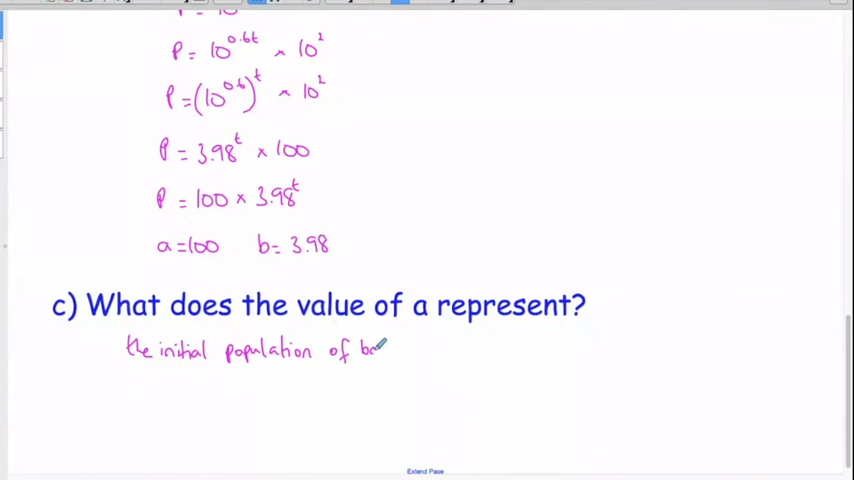 P = 10^0.6t × 10^2
P = (10^0.6)^t × 10^2
P = 3.98^t × 100
P = 100 × 3.98^t
a = 100 b = 3.98
c) What does the value of a represent?
the initial population of
Extend Page